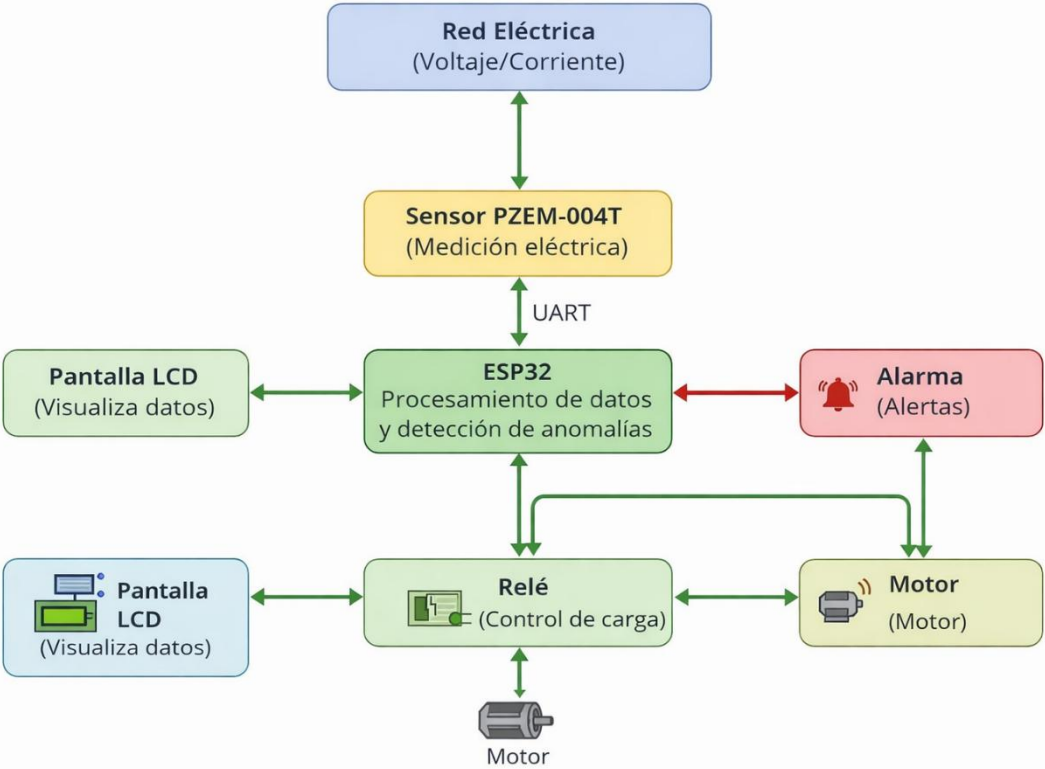 Red Eléctrica
(Voltaje/Corriente)
Sensor PZEM-004T
(Medición eléctrica)
UART
Pantalla LCD
(Visualiza datos)
ESP32
Procesamiento de datos
y detección de anomalías
Alarma
(Alertas)
Pantalla
LCD
(Visualiza datos)
Relé
(Control de carga)
Motor
(Motor)
Motor